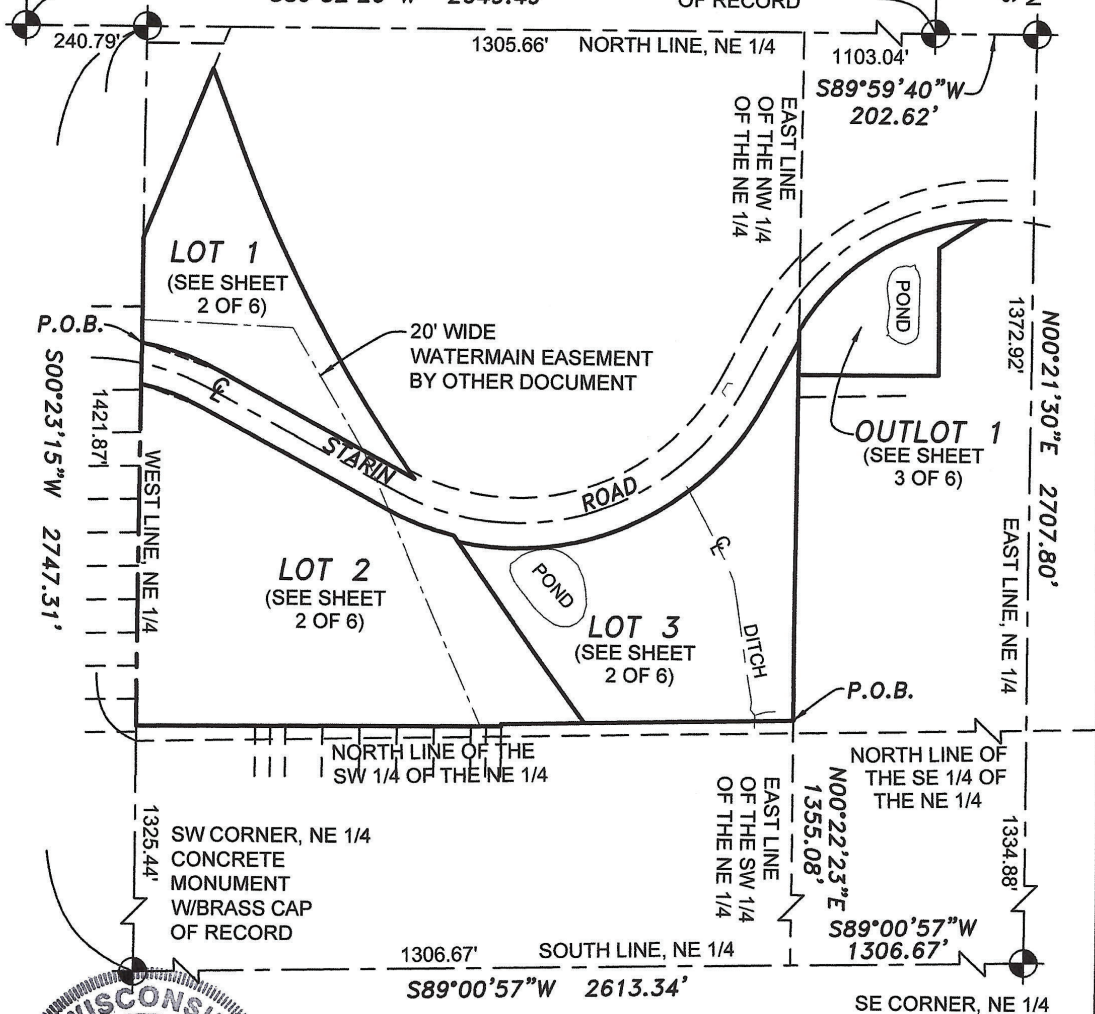 OF RECORD
240.79'
1305.66' NORTH LINE, NE 1/4
1103.04'
S89°59'40"W
202.62'
EAST LINE
OF THE NW 1/4
OF THE NE 1/4
LOT 1
(SEE SHEET
2 OF 6)
P.O.B.
20' WIDE
WATERMAIN EASEMENT
BY OTHER DOCUMENT
POND
1372.92'
N00°21'30"E 2707.80'
S00°23'15"W 2747.31'
1421.87'
WEST LINE, NE 1/4
OUTLOT 1
(SEE SHEET
3 OF 6)
STARIN
ROAD
EAST LINE, NE 1/4
LOT 2
(SEE SHEET
2 OF 6)
POND
LOT 3
(SEE SHEET
2 OF 6)
DITCH
P.O.B.
NORTH LINE OF THE
SW 1/4 OF THE NE 1/4
NORTH LINE OF
THE SE 1/4 OF
THE NE 1/4
EAST LINE
OF THE SW 1/4
OF THE NE 1/4
N00°22'23"E
1355.08'
1334.88'
1325.44'
SW CORNER, NE 1/4
CONCRETE
MONUMENT
W/BRASS CAP
OF RECORD
S89°00'57"W
1306.67'
1306.67' SOUTH LINE, NE 1/4
S89°00'57"W 2613.34'
SE CORNER, NE 1/4